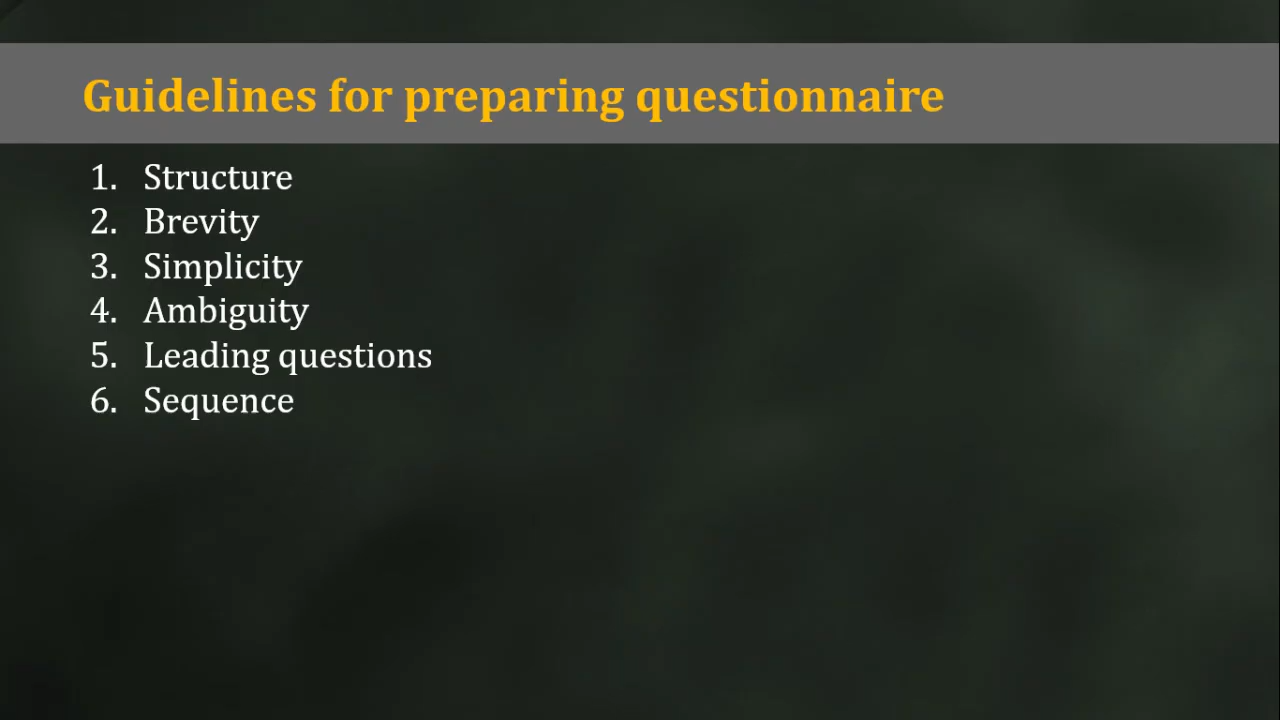 Guidelines for preparing questionnaire
1. Structure
2. Brevity
3. Simplicity
4. Ambiguity
5. Leading questions
6. Sequence